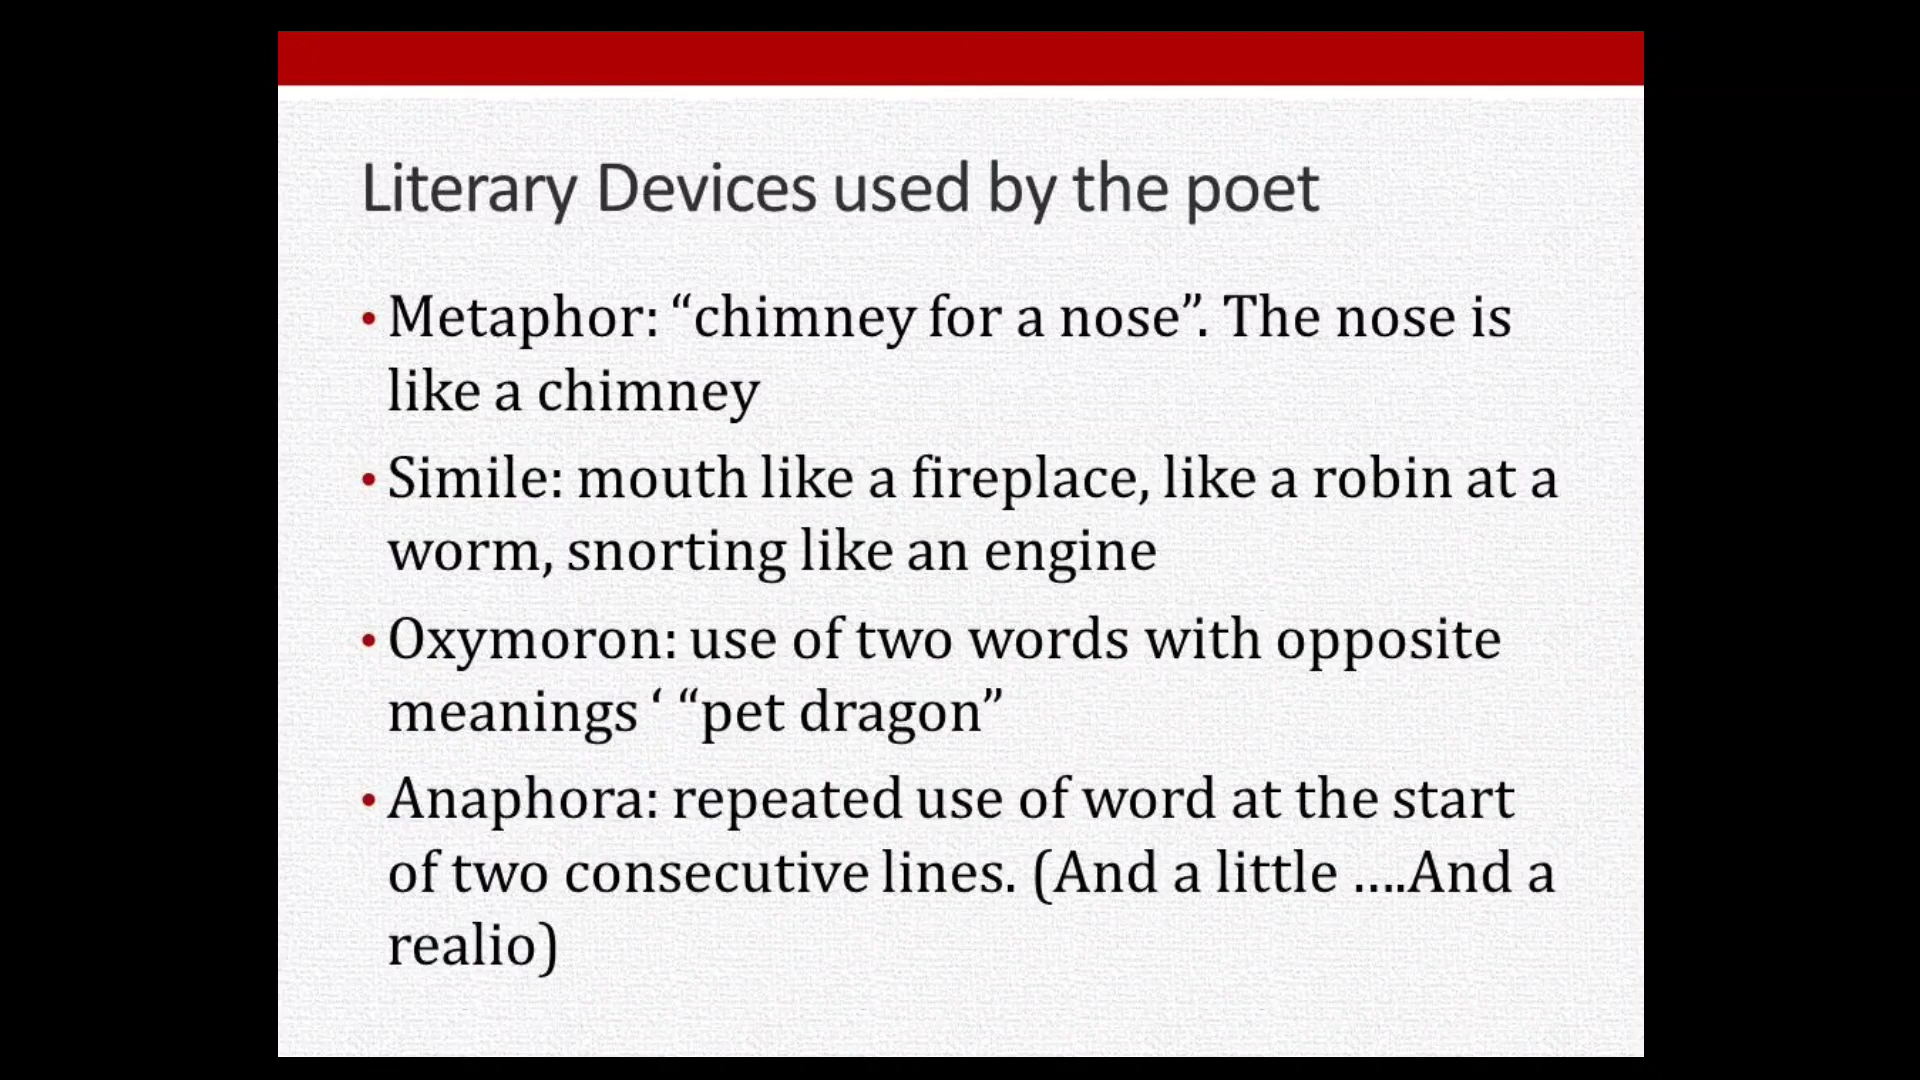 Literary Devices used by the poet
• Metaphor: “chimney for a nose”. The nose is
like a chimney
• Simile: mouth like a fireplace, like a robin at a
worm, snorting like an engine
• Oxymoron: use of two words with opposite
meanings ‘ “pet dragon”
• Anaphora: repeated use of word at the start
of two consecutive lines. (And a little ....And a
realio)